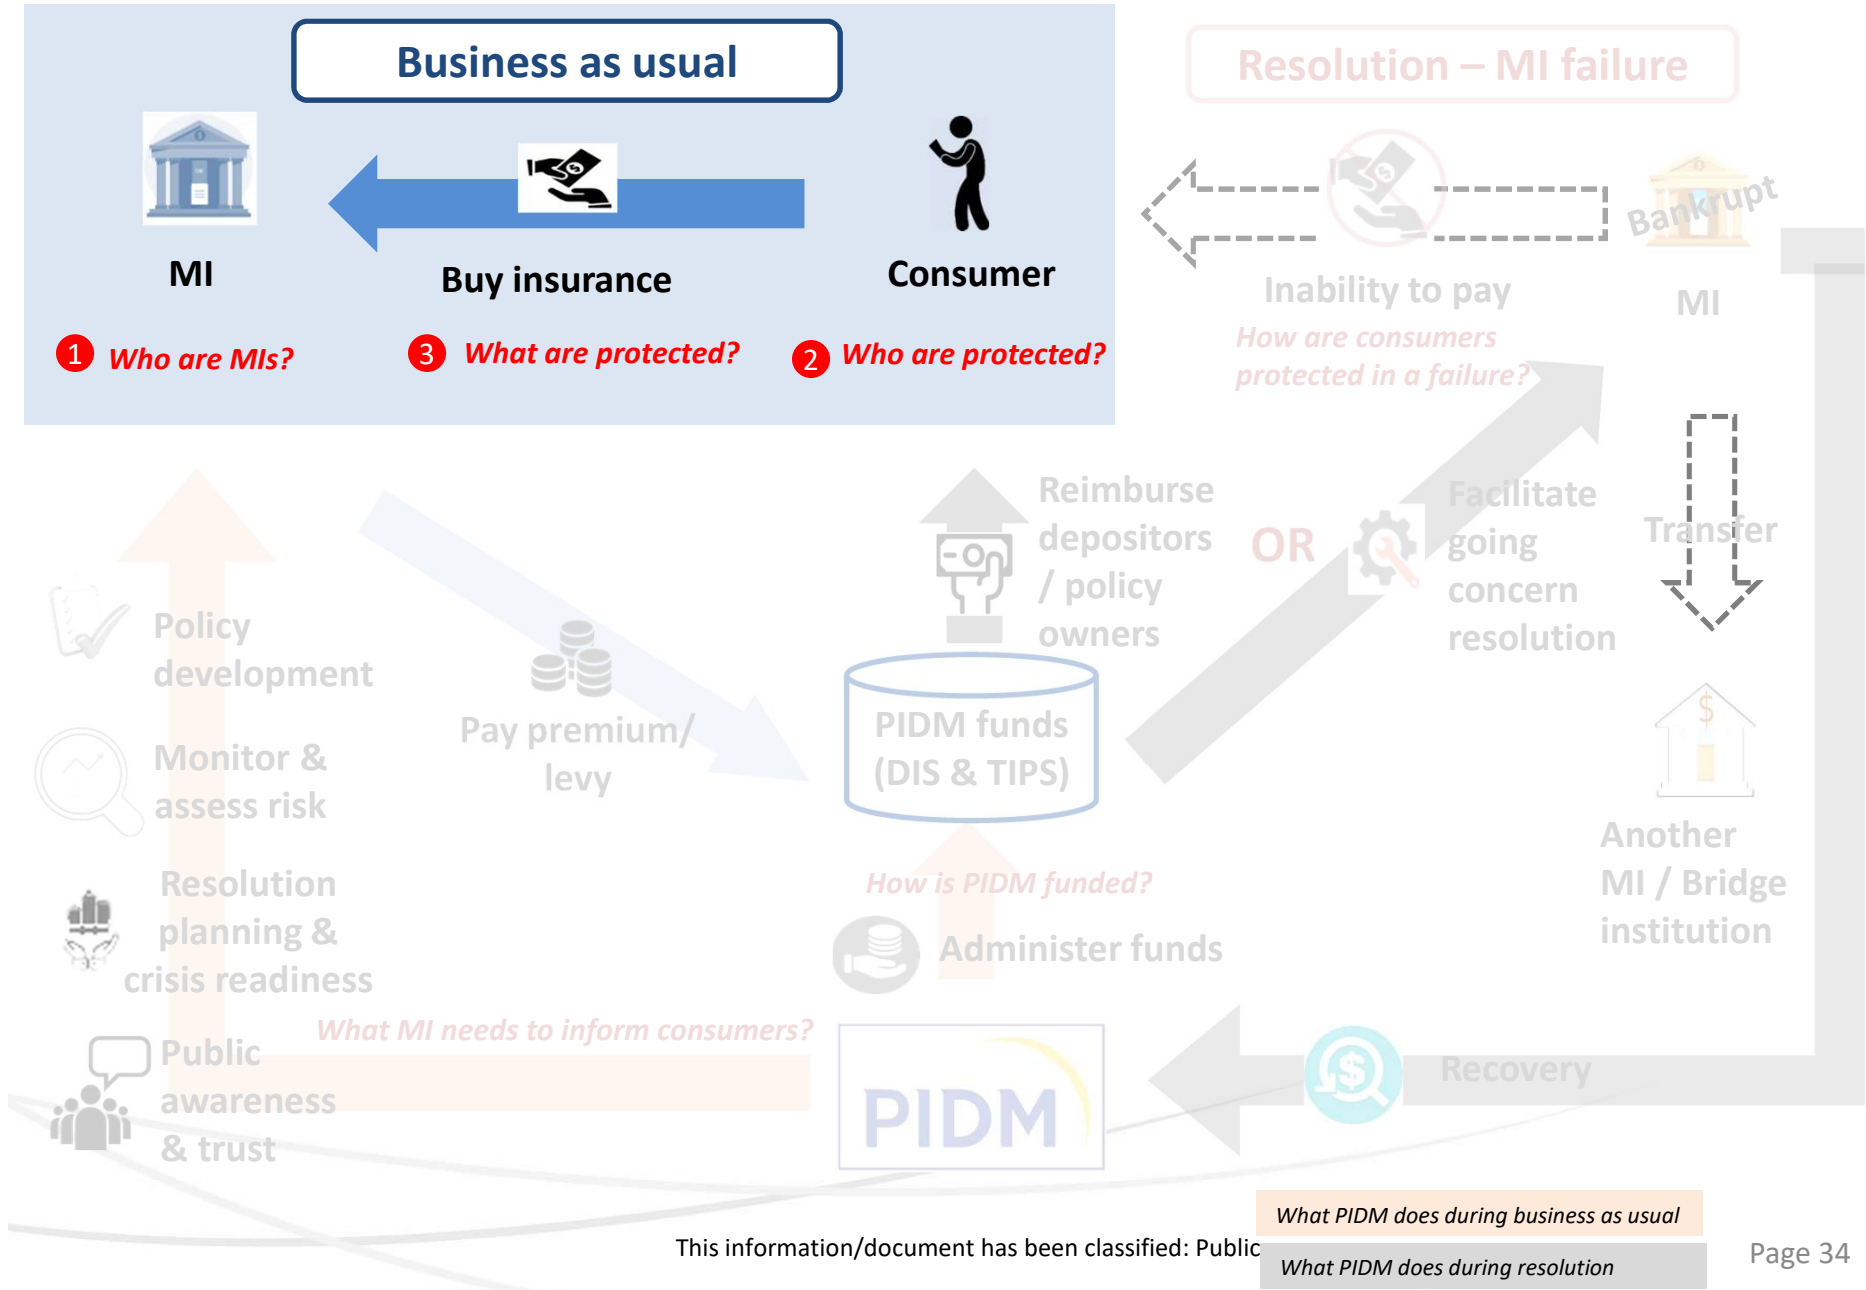 Business as usual
MI
Buy insurance
Consumer
1 Who are MIs?
3 What are protected?
2 Who are protected?
Resolution – MI failure
Inability to pay
Bankrupt
MI
How are consumers
protected in a failure?
Policy
development
Monitor &
assess risk
Resolution
planning &
crisis readiness
Public
awareness
& trust
Pay premium/
levy
Reimburse
depositors
/ policy
owners
OR
Facilitate
going
concern
resolution
Transfer
PIDM funds
(DIS & TIPS)
Another
MI / Bridge
institution
How is PIDM funded?
Administer funds
What MI needs to inform consumers?
PIDM
Recovery
What PIDM does during business as usual
This information/document has been classified: Public
What PIDM does during resolution
Page 34